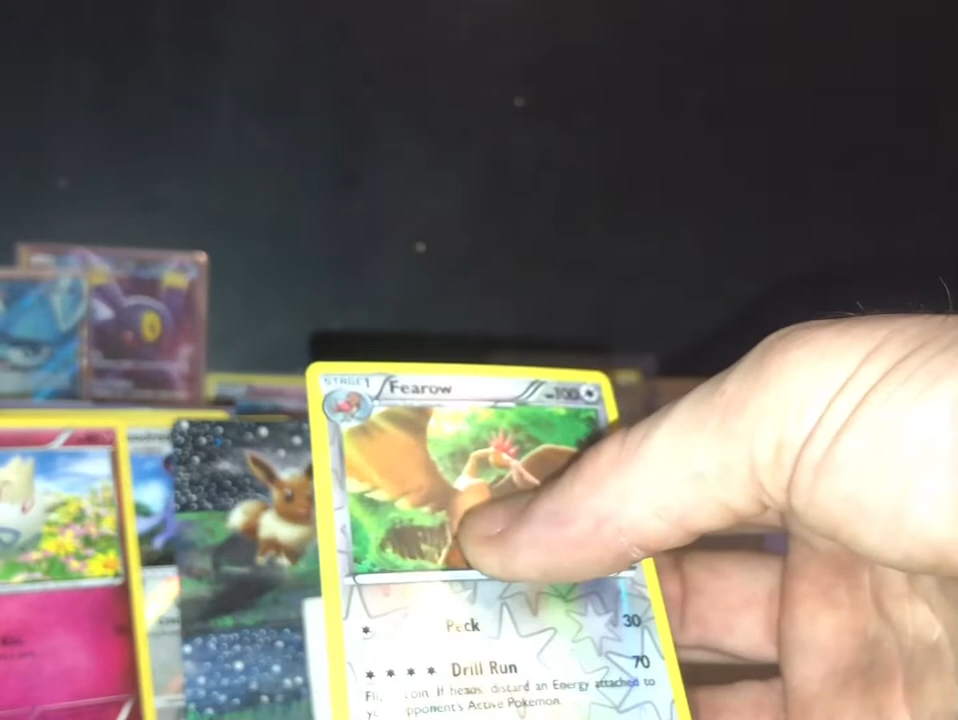 STAGE 1 Fearow HP 100
Peck 30
Drill Run 70
coin. If heads, discard an Energy attached to
opponent's Active Pokémon.